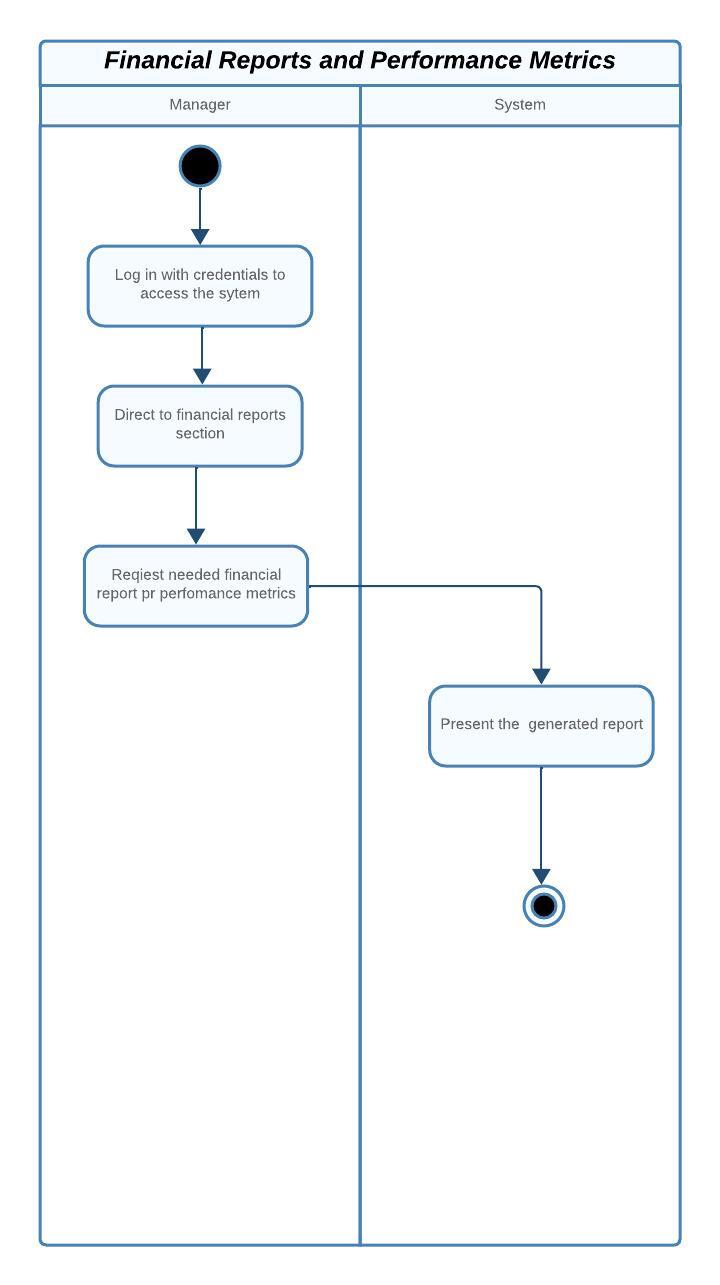 Financial Reports and Performance Metrics
Manager
System
Log in with credentials to
access the sytem
Direct to financial reports
section
Reqiest needed financial
report pr perfomance metrics
Present the  generated report